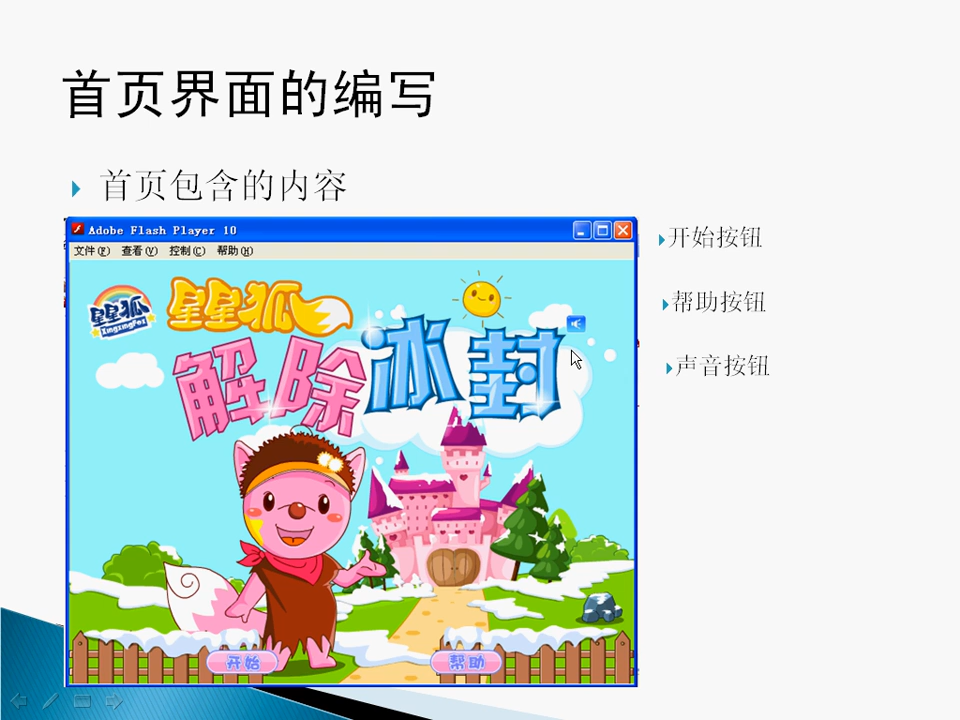 首页界面的编写
首页包含的内容
Adobe Flash Player 10
文件(F) 查看(V) 控制(C) 帮助(H)
星星狐
XingXingFox
星星狐
解除冰封
开始
帮助
开始按钮
帮助按钮
声音按钮